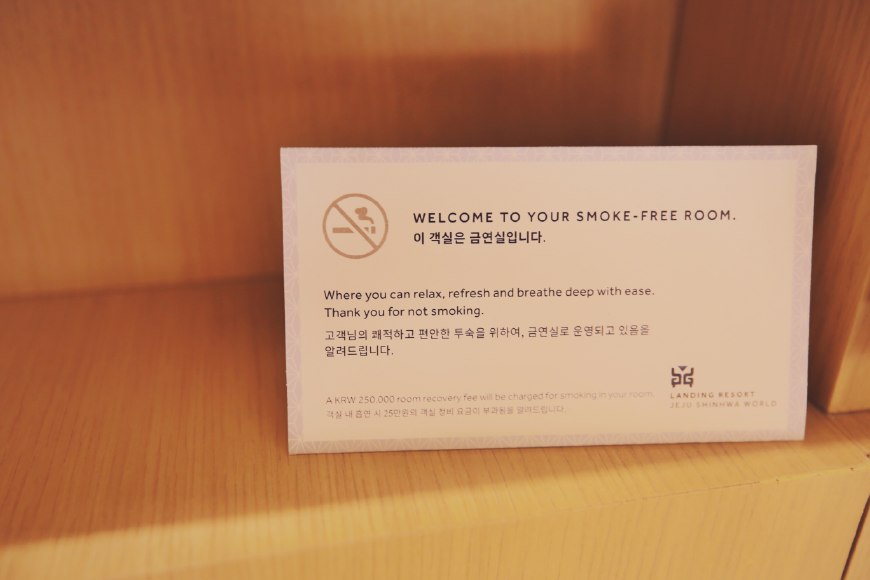 WELCOME TO YOUR SMOKE-FREE ROOM.
이 객실은 금연실입니다.
Where you can relax, refresh and breathe deep with ease.
Thank you for not smoking.
고객님의 쾌적하고 편안한 투숙을 위하여, 금연실로 운영되고 있음을
알려드립니다.
A KRW 250,000 room recovery fee will be charged for smoking in your room.
객실 내 흡연 시 25만원의 객실 정비 요금이 부과됨을 알려드립니다.
LANDING RESORT
JEJU SHINHWA WORLD